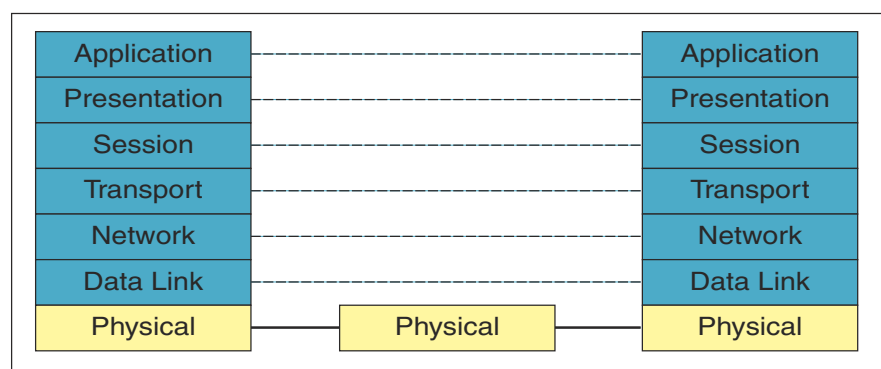 Application Application
Presentation Presentation
Session Session
Transport Transport
Network Network
Data Link Data Link
Physical Physical Physical